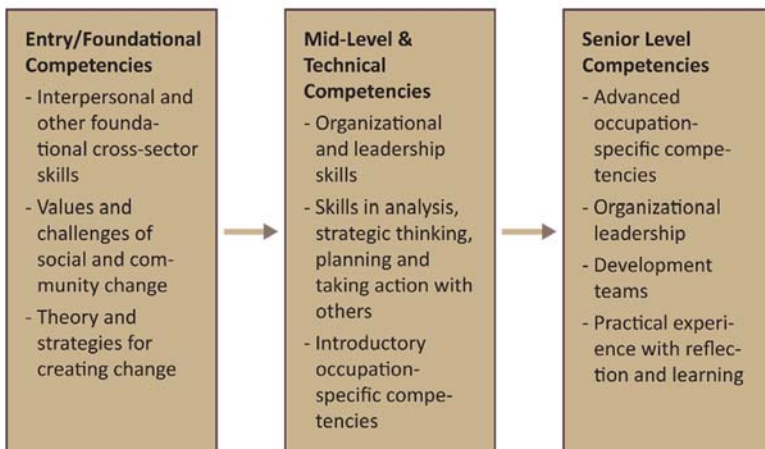 Entry/Foundational
Competencies
- Interpersonal and
other founda-
tional cross-sector
skills
- Values and
challenges of
social and com-
munity change
- Theory and
strategies for
creating change
Mid-Level &
Technical
Competencies
- Organizational
and leadership
skills
- Skills in analysis,
strategic thinking,
planning and
taking action with
others
- Introductory
occupation-
specific compe-
tencies
Senior Level
Competencies
- Advanced
occupation-
specific compe-
tencies
- Organizational
leadership
- Development
teams
- Practical experi-
ence with reflec-
tion and learning